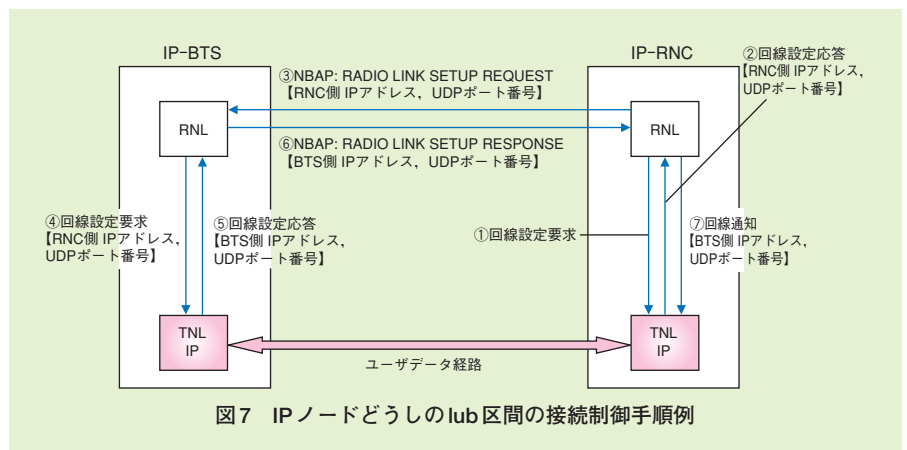 IP-BTS
IP-RNC
②回線設定応答
【RNC側 IPアドレス,
UDPポート番号】
③NBAP: RADIO LINK SETUP REQUEST
【RNC側 IPアドレス，UDPポート番号】
RNL
RNL
⑥NBAP: RADIO LINK SETUP RESPONSE
【BTS側 IPアドレス，UDPポート番号】
④回線設定要求
【RNC側 IPアドレス,
UDPポート番号】
⑤回線設定応答
【BTS側 IPアドレス,
UDPポート番号】
①回線設定要求
⑦回線通知
【BTS側 IPアドレス,
UDPポート番号】
TNL
IP
TNL
IP
ユーザデータ経路
図7 IPノードどうしのIub区間の接続制御手順例